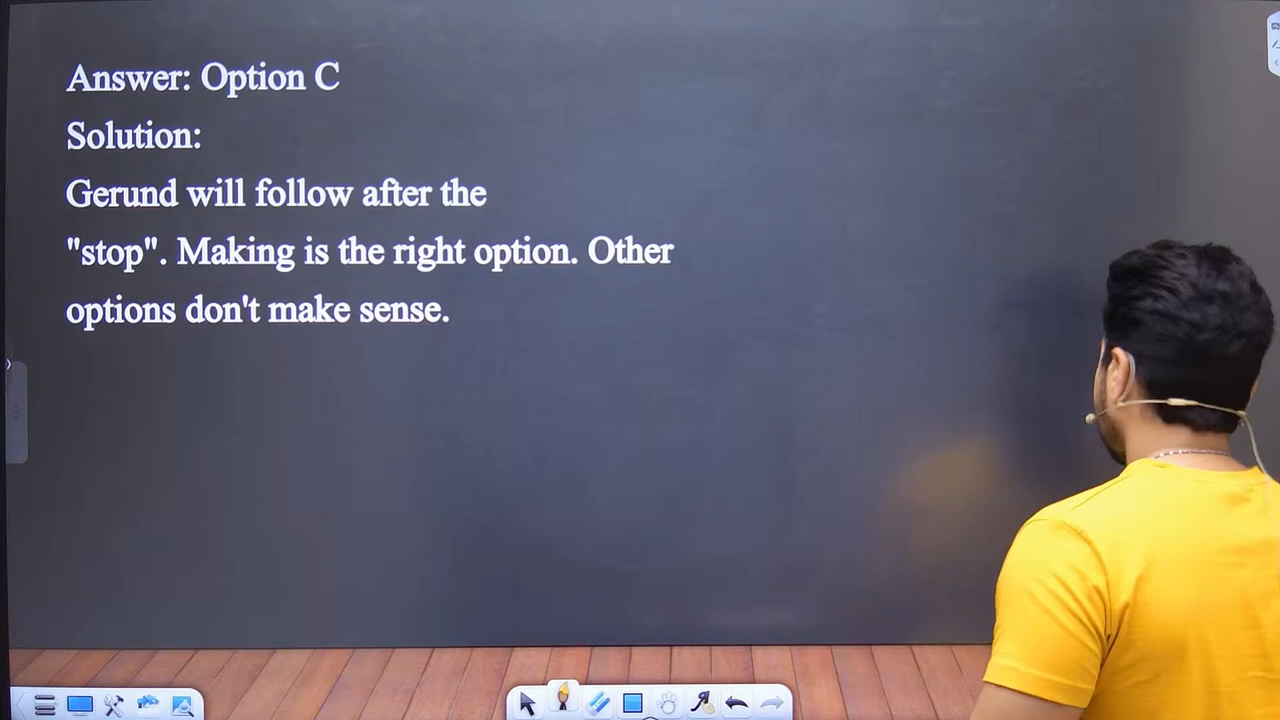 Answer: Option C
Solution:
Gerund will follow after the
"stop". Making is the right option. Other
options don't make sense.